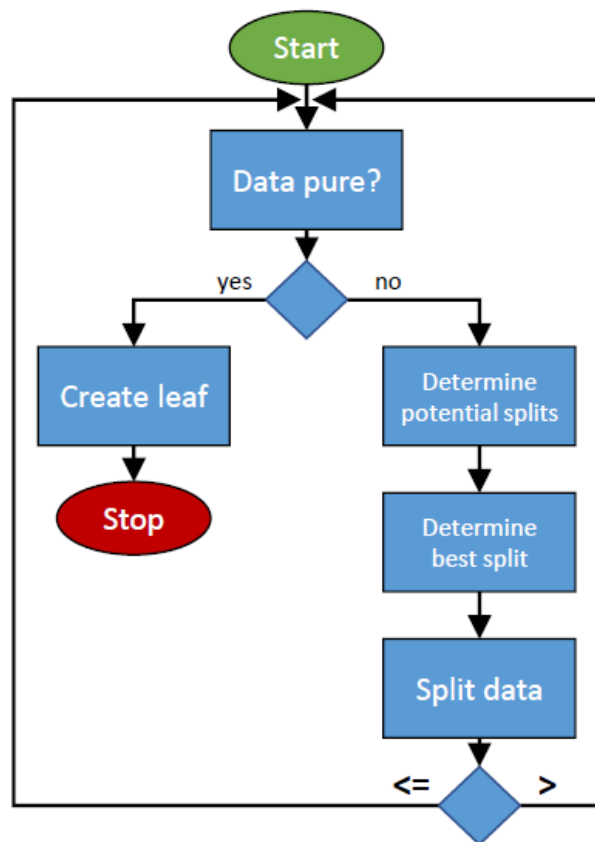 Start
Data pure?
yes
no
Create leaf
Determine
potential splits
Stop
Determine
best split
Split data
<=
>